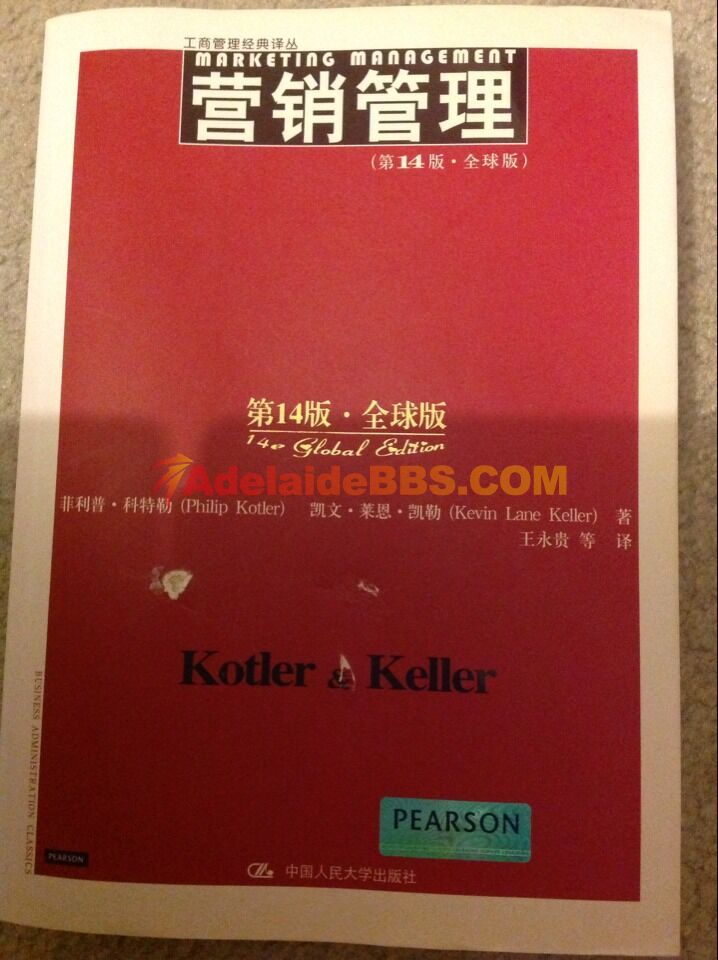 工商管理经典译丛
MARKETING MANAGEMENT
营销管理
(第14版·全球版)
第14版·全球版
14e Global Edition
AdelaideBBS.COM
菲利普·科特勒 (Philip Kotler) 凯文·莱恩·凯勒 (Kevin Lane Keller) 著
王永贵 等 译
Kotler & Keller
BUSINESS ADMINISTRATION CLASSICS
PEARSON
PEARSON
中国人民大学出版社